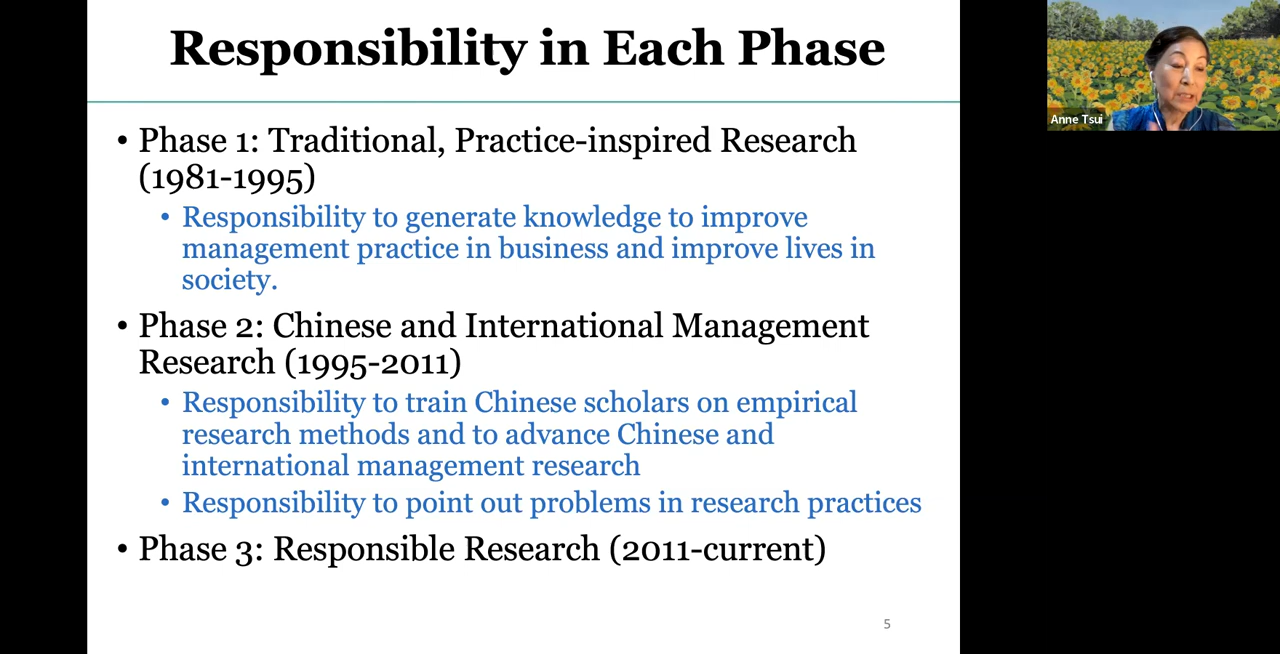 Responsibility in Each Phase
• Phase 1: Traditional, Practice-inspired Research
(1981-1995)
• Responsibility to generate knowledge to improve
management practice in business and improve lives in
society.
• Phase 2: Chinese and International Management
Research (1995-2011)
• Responsibility to train Chinese scholars on empirical
research methods and to advance Chinese and
international management research
• Responsibility to point out problems in research practices
• Phase 3: Responsible Research (2011-current)
5
Anne Tsui